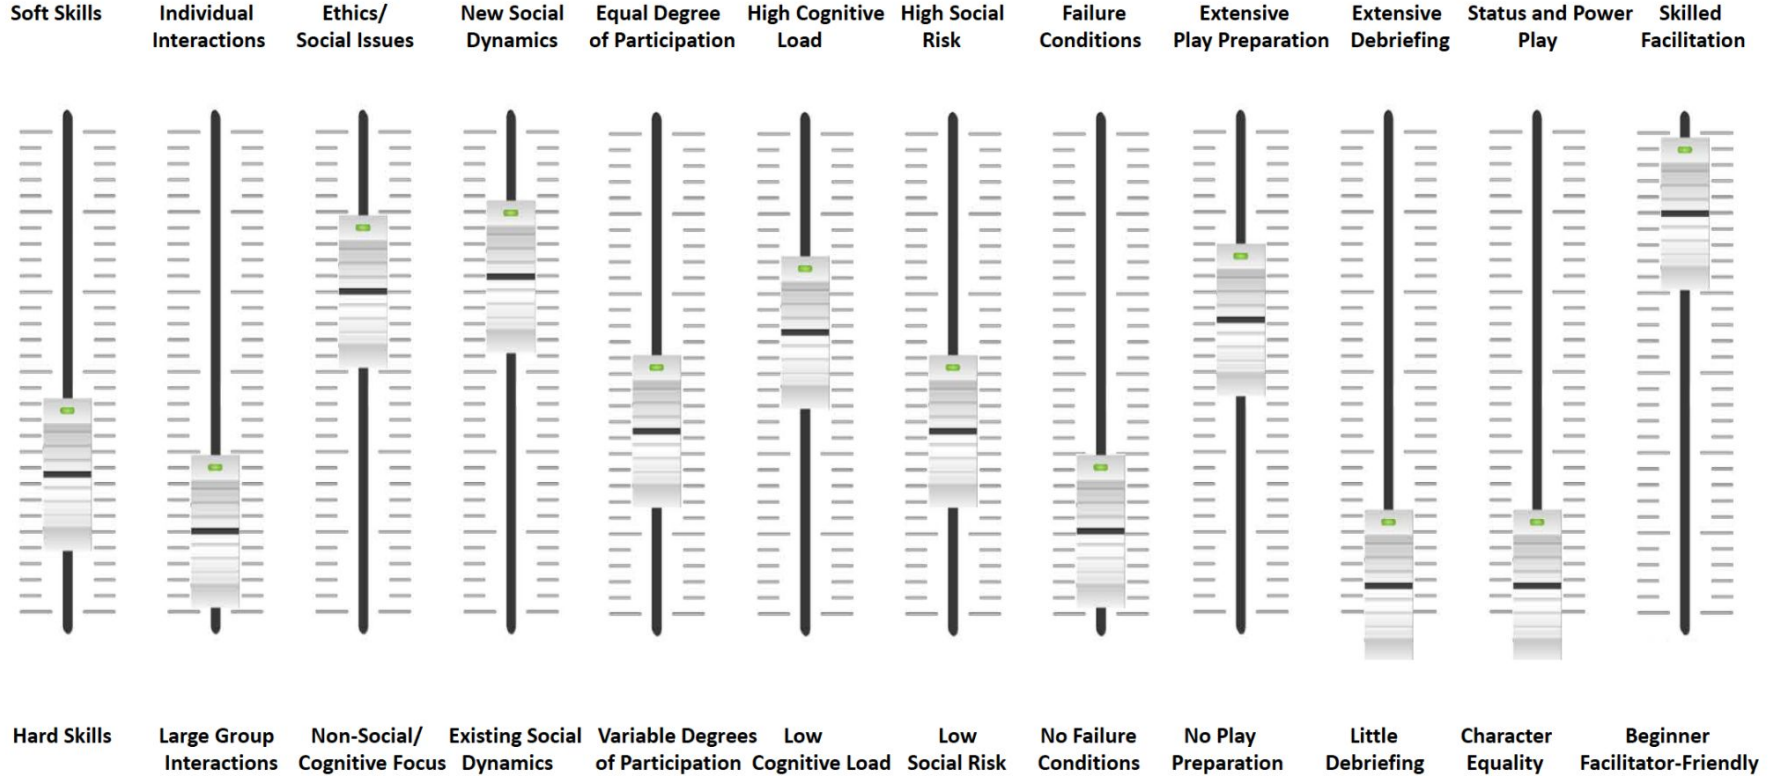 Soft Skills
Individual
Interactions
Ethics/
Social Issues
New Social
Dynamics
Equal Degree
of Participation
High Cognitive
Load
High Social
Risk
Failure
Conditions
Extensive
Play Preparation
Extensive
Debriefing
Status and Power
Play
Skilled
Facilitation
Hard Skills
Large Group
Interactions
Non-Social/
Cognitive Focus
Existing Social
Dynamics
Variable Degrees
of Participation
Low
Cognitive Load
Low
Social Risk
No Failure
Conditions
No Play
Preparation
Little
Debriefing
Character
Equality
Beginner
Facilitator-Friendly